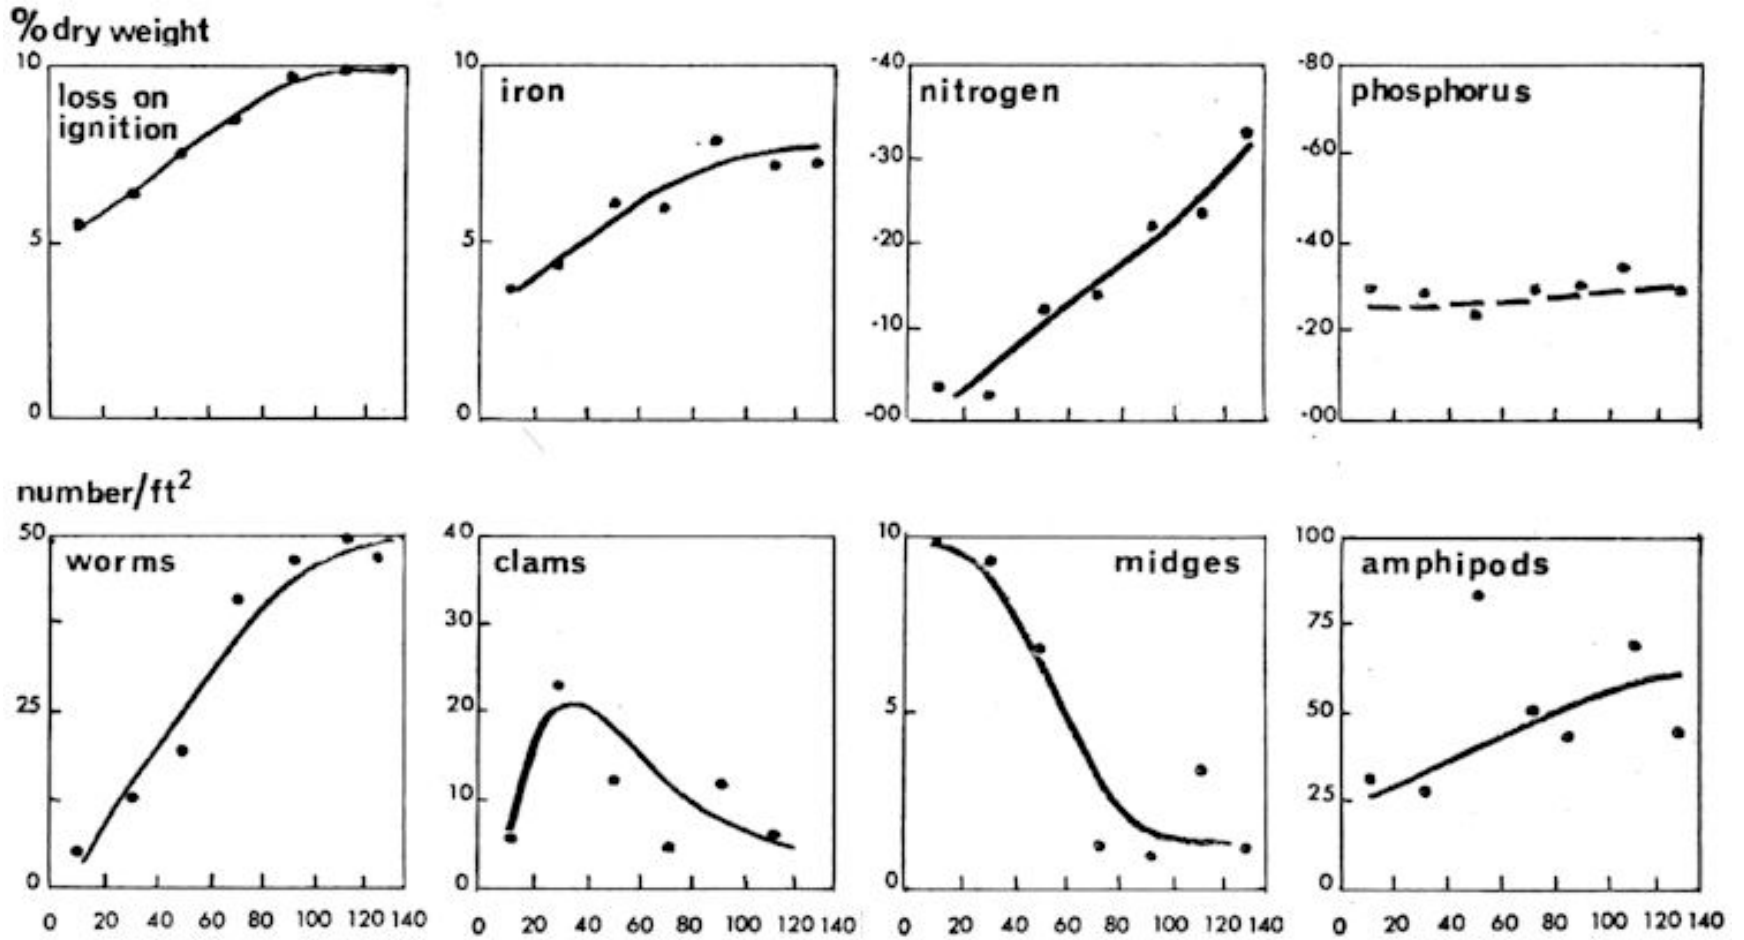 % dry weight
10 10 -40 -80
loss on iron nitrogen phosphorus
ignition
-30 -60
5 5 -20 -40
-10 -20
0 0 -00 -00
number/ft²
50 40 10 100
worms clams midges amphipods
30 75
25 20 5 50
10 25
0 0 0 0
0 20 40 60 80 100 120 140 0 20 40 60 80 100 120 140 0 20 40 60 80 100 120 140 0 20 40 60 80 100 120 140